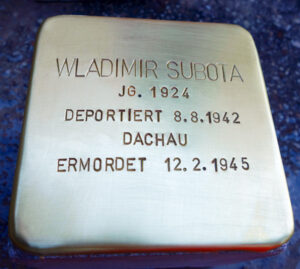 WLADIMIR SUBOTA
JG. 1924
DEPORTIERT 8.8.1942
DACHAU
ERMORDET 12.2.1945